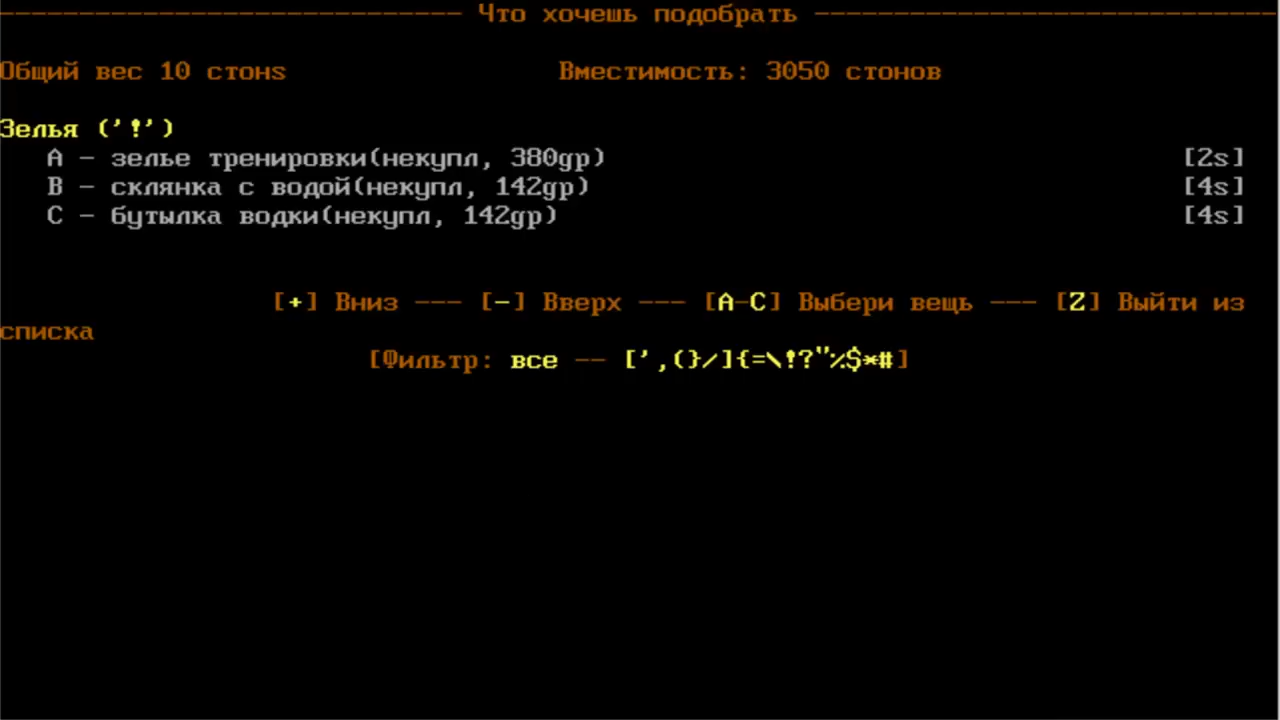 ----------------------------- Что хочешь подобрать -----------------------------
Общий вес 10 стонs Вместимость: 3050 стонов
Зелья ('!')
A - зелье тренировки(некупл, 380gp) [2s]
B - склянка с водой(некупл, 142gp) [4s]
C - бутылка водки(некупл, 142gp) [4s]
[+] Вниз --- [-] Вверх --- [A-C] Выбери вещь --- [Z] Выйти из
списка
[Фильтр: все -- [',(}/]{=\!?"%$*#]